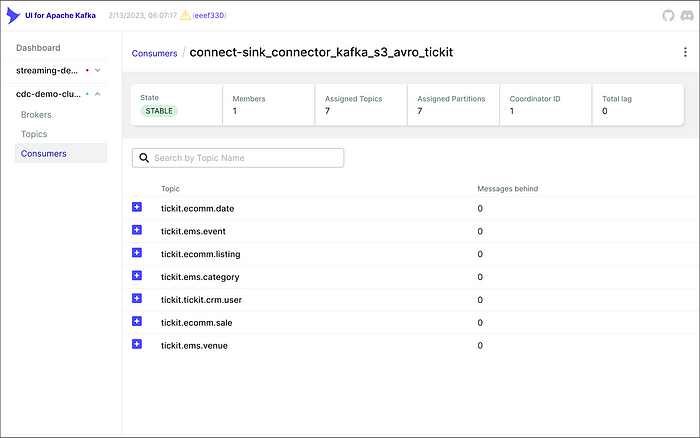 UI for Apache Kafka 2/13/2023, 06:07:17 (eeef330)
Dashboard
streaming-de...
cdc-demo-clu...
Brokers
Topics
Consumers
Consumers / connect-sink_connector_kafka_s3_avro_tickit
State Members Assigned Topics Assigned Partitions Coordinator ID Total lag
STABLE 1 7 7 1 0
Search by Topic Name
Topic Messages behind
tickit.ecomm.date 0
tickit.ems.event 0
tickit.ecomm.listing 0
tickit.ems.category 0
tickit.tickit.crm.user 0
tickit.ecomm.sale 0
tickit.ems.venue 0